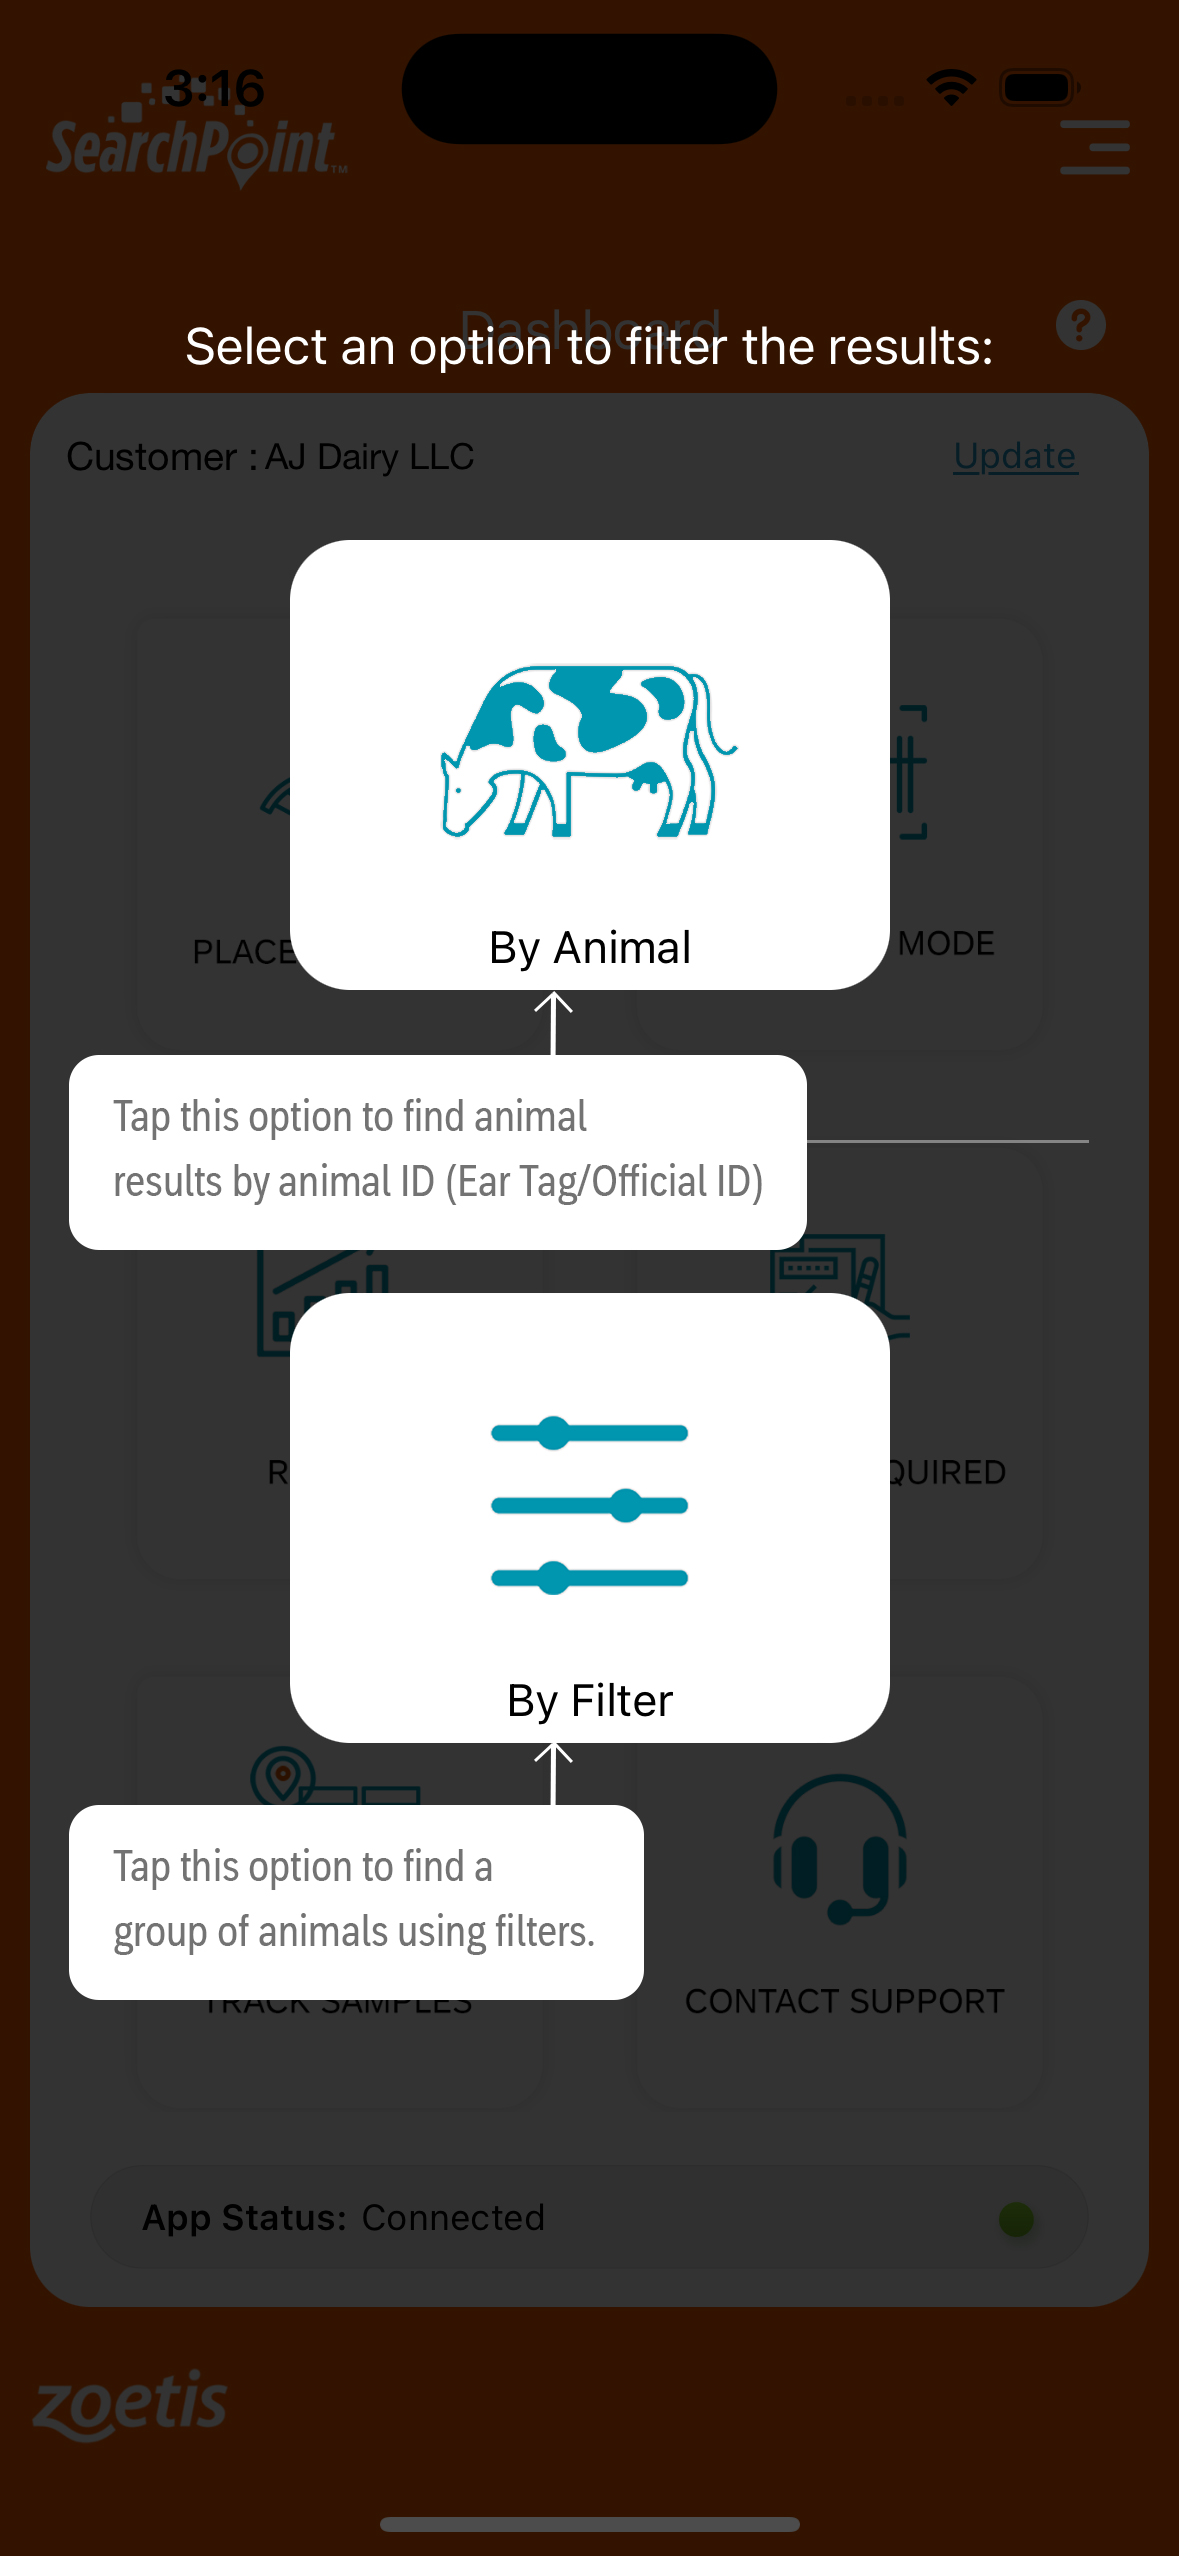 3:16
SearchPoint™
Dashboard
Select an option to filter the results:
Customer : AJ Dairy LLC
Update
By Animal
PLACE
MODE
Tap this option to find animal
results by animal ID (Ear Tag/Official ID)
R
QUIRED
By Filter
Tap this option to find a
group of animals using filters.
TRACK SAMPLES
CONTACT SUPPORT
App Status: Connected
zoetis